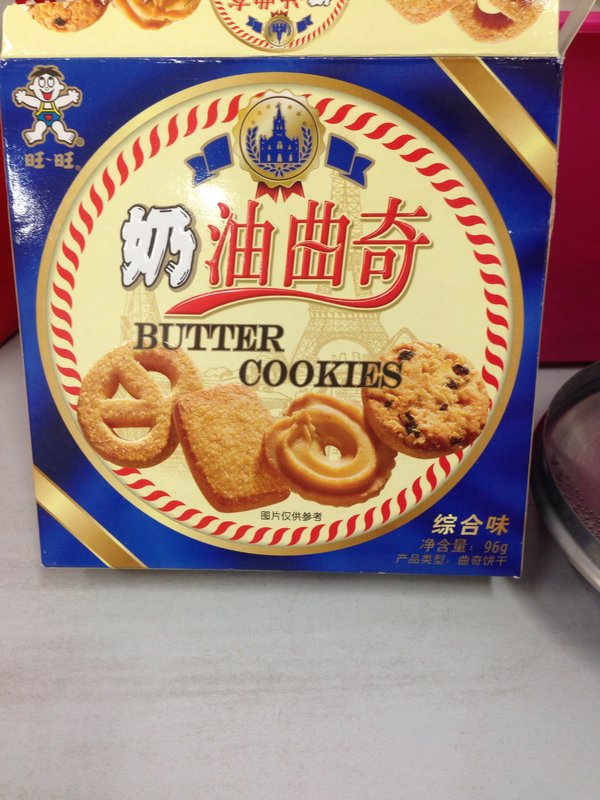 旺~旺®
奶油曲奇
BUTTER
COOKIES
图片仅供参考
综合味
净含量：96g
产品类型：曲奇饼干